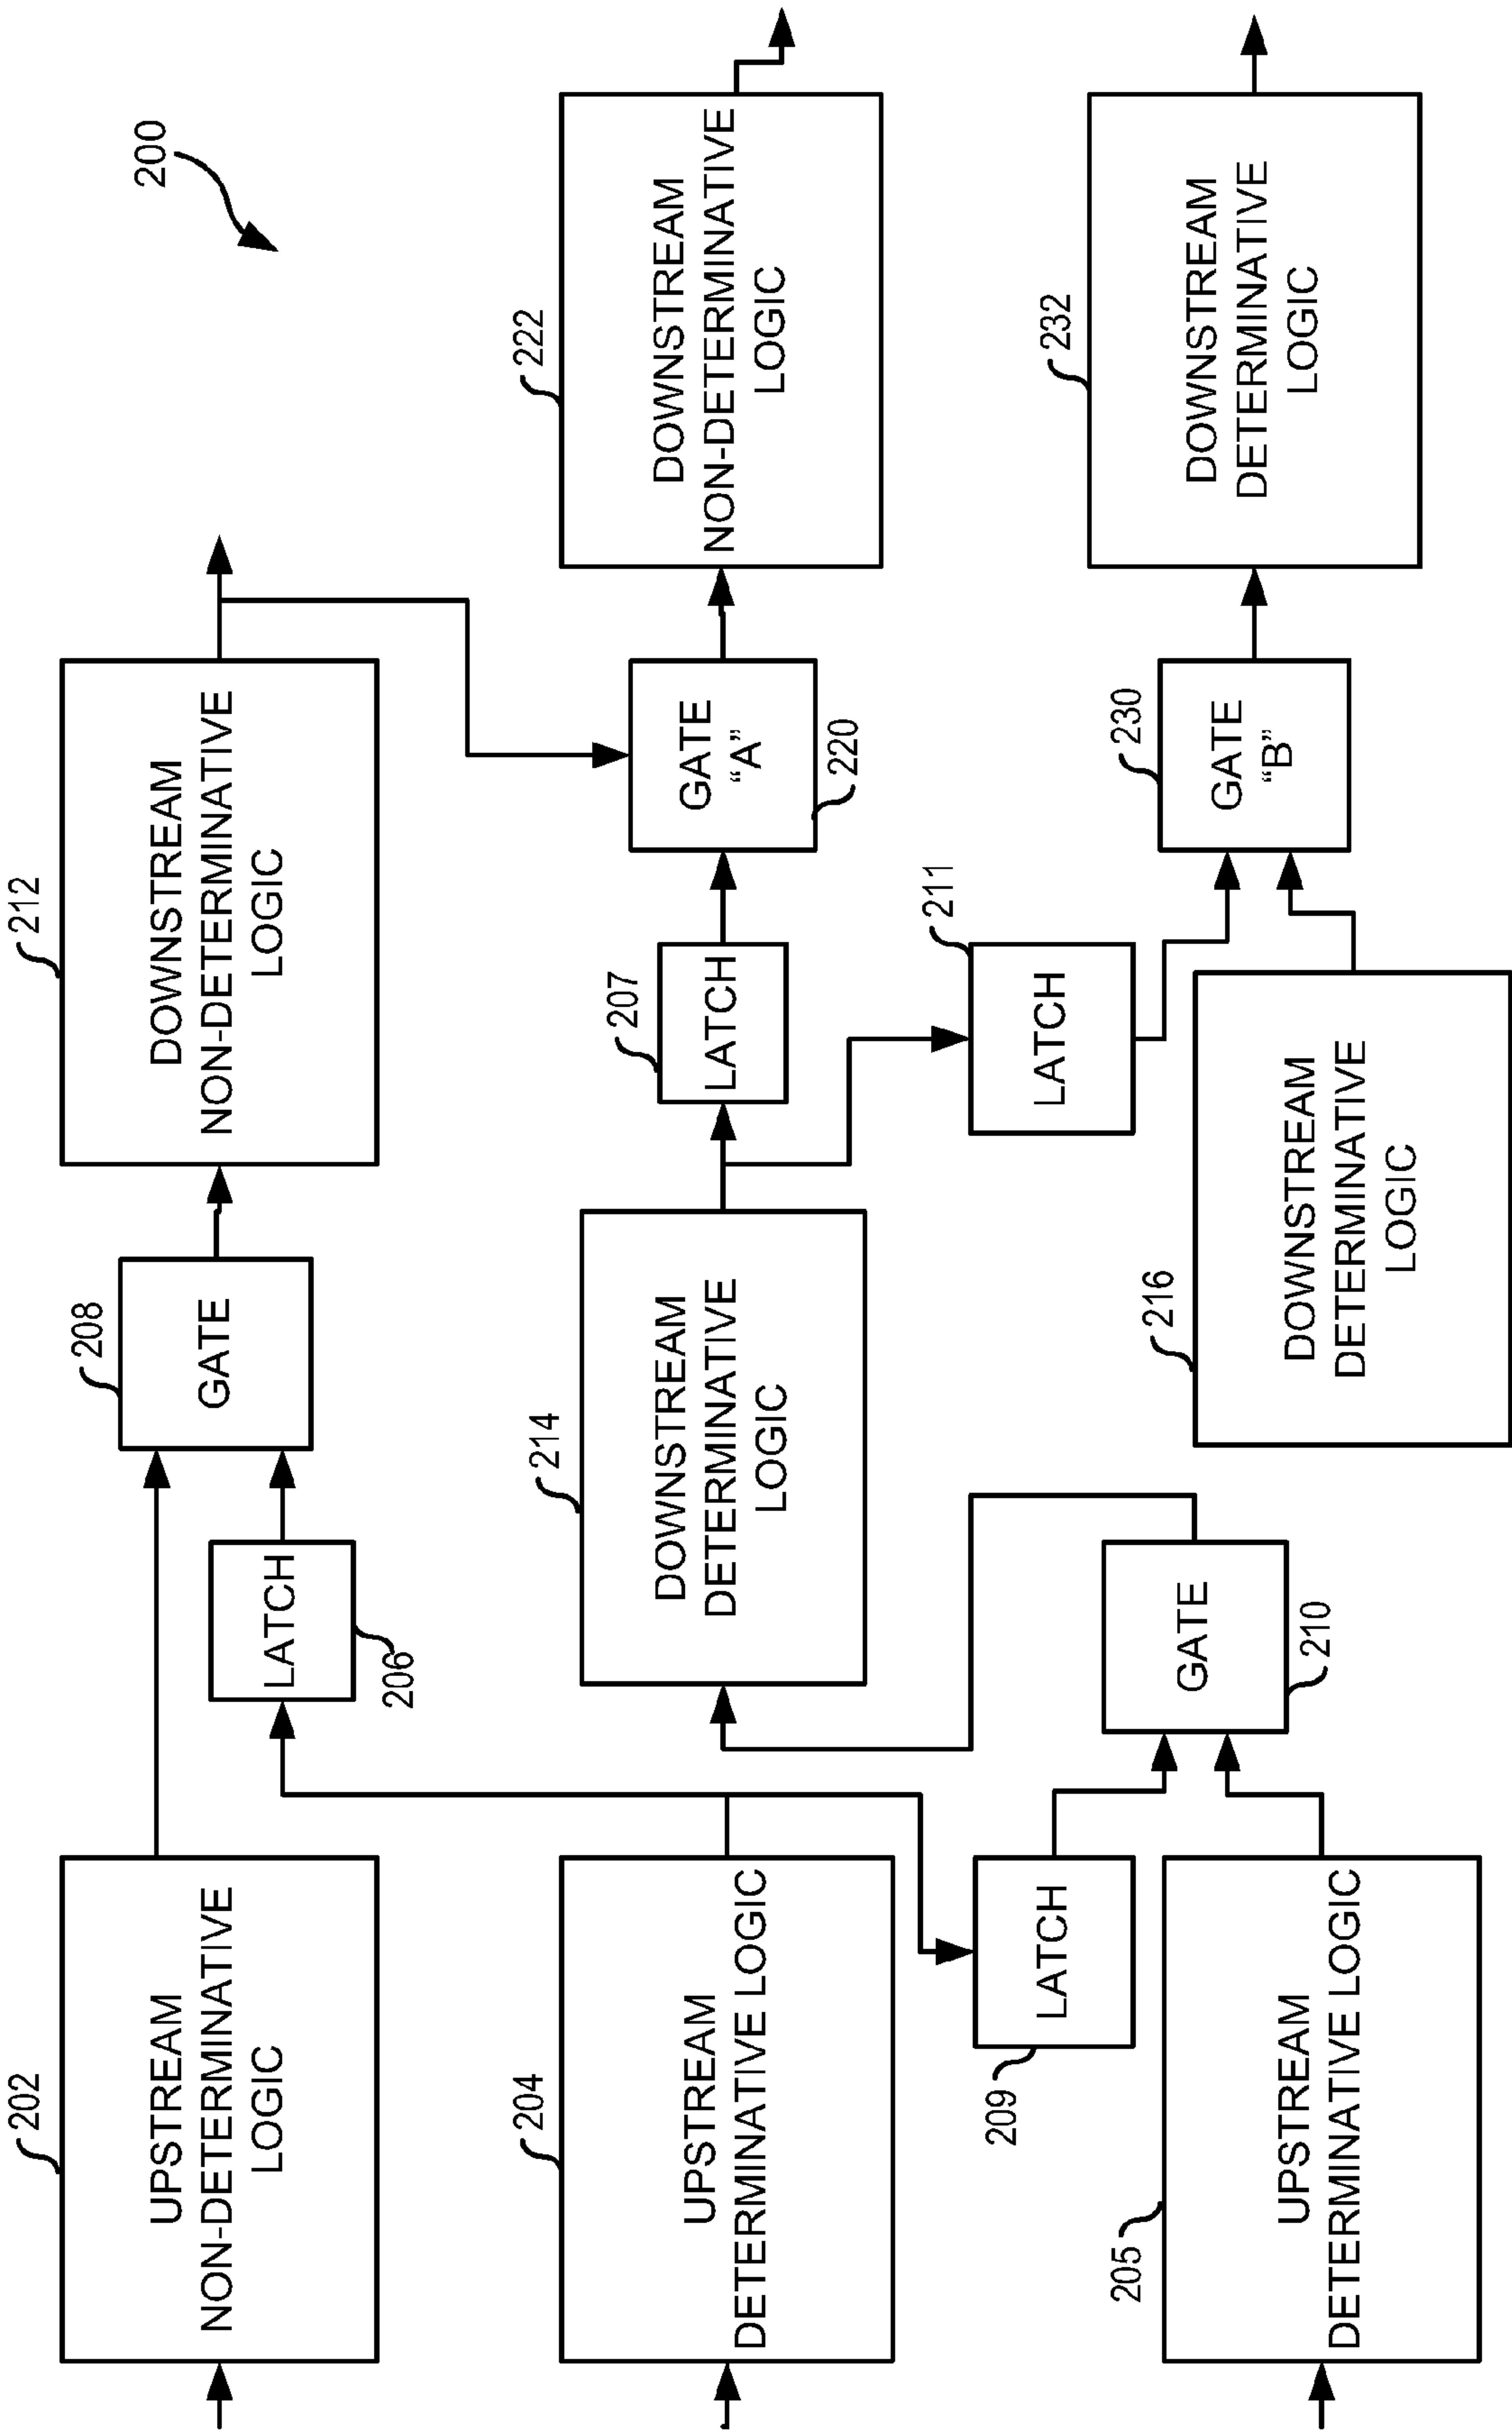 200
202
UPSTREAM
NON-DETERMINATIVE
LOGIC
208
GATE
212
DOWNSTREAM
NON-DETERMINATIVE
LOGIC
LATCH
206
204
UPSTREAM
DETERMINATIVE LOGIC
214
DOWNSTREAM
DETERMINATIVE
LOGIC
207
LATCH
GATE
“A”
220
222
DOWNSTREAM
NON-DETERMINATIVE
LOGIC
209
LATCH
211
LATCH
205
UPSTREAM
DETERMINATIVE LOGIC
GATE
210
216
DOWNSTREAM
DETERMINATIVE
LOGIC
230
GATE
“B”
232
DOWNSTREAM
DETERMINATIVE
LOGIC